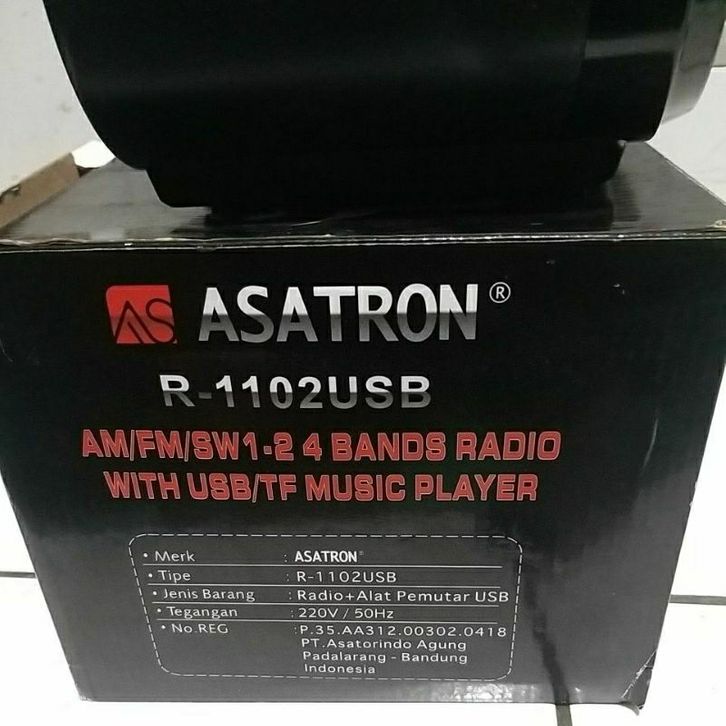 AS ASATRON®
R-1102USB
AM/FM/SW1-2 4 BANDS RADIO
WITH USB/TF MUSIC PLAYER
• Merk : ASATRON®
• Tipe : R-1102USB
• Jenis Barang : Radio+Alat Pemutar USB
• Tegangan : 220V / 50Hz
• No.REG : P.35.AA312.00302.0418
PT.Asatorindo Agung
Padalarang - Bandung
Indonesia